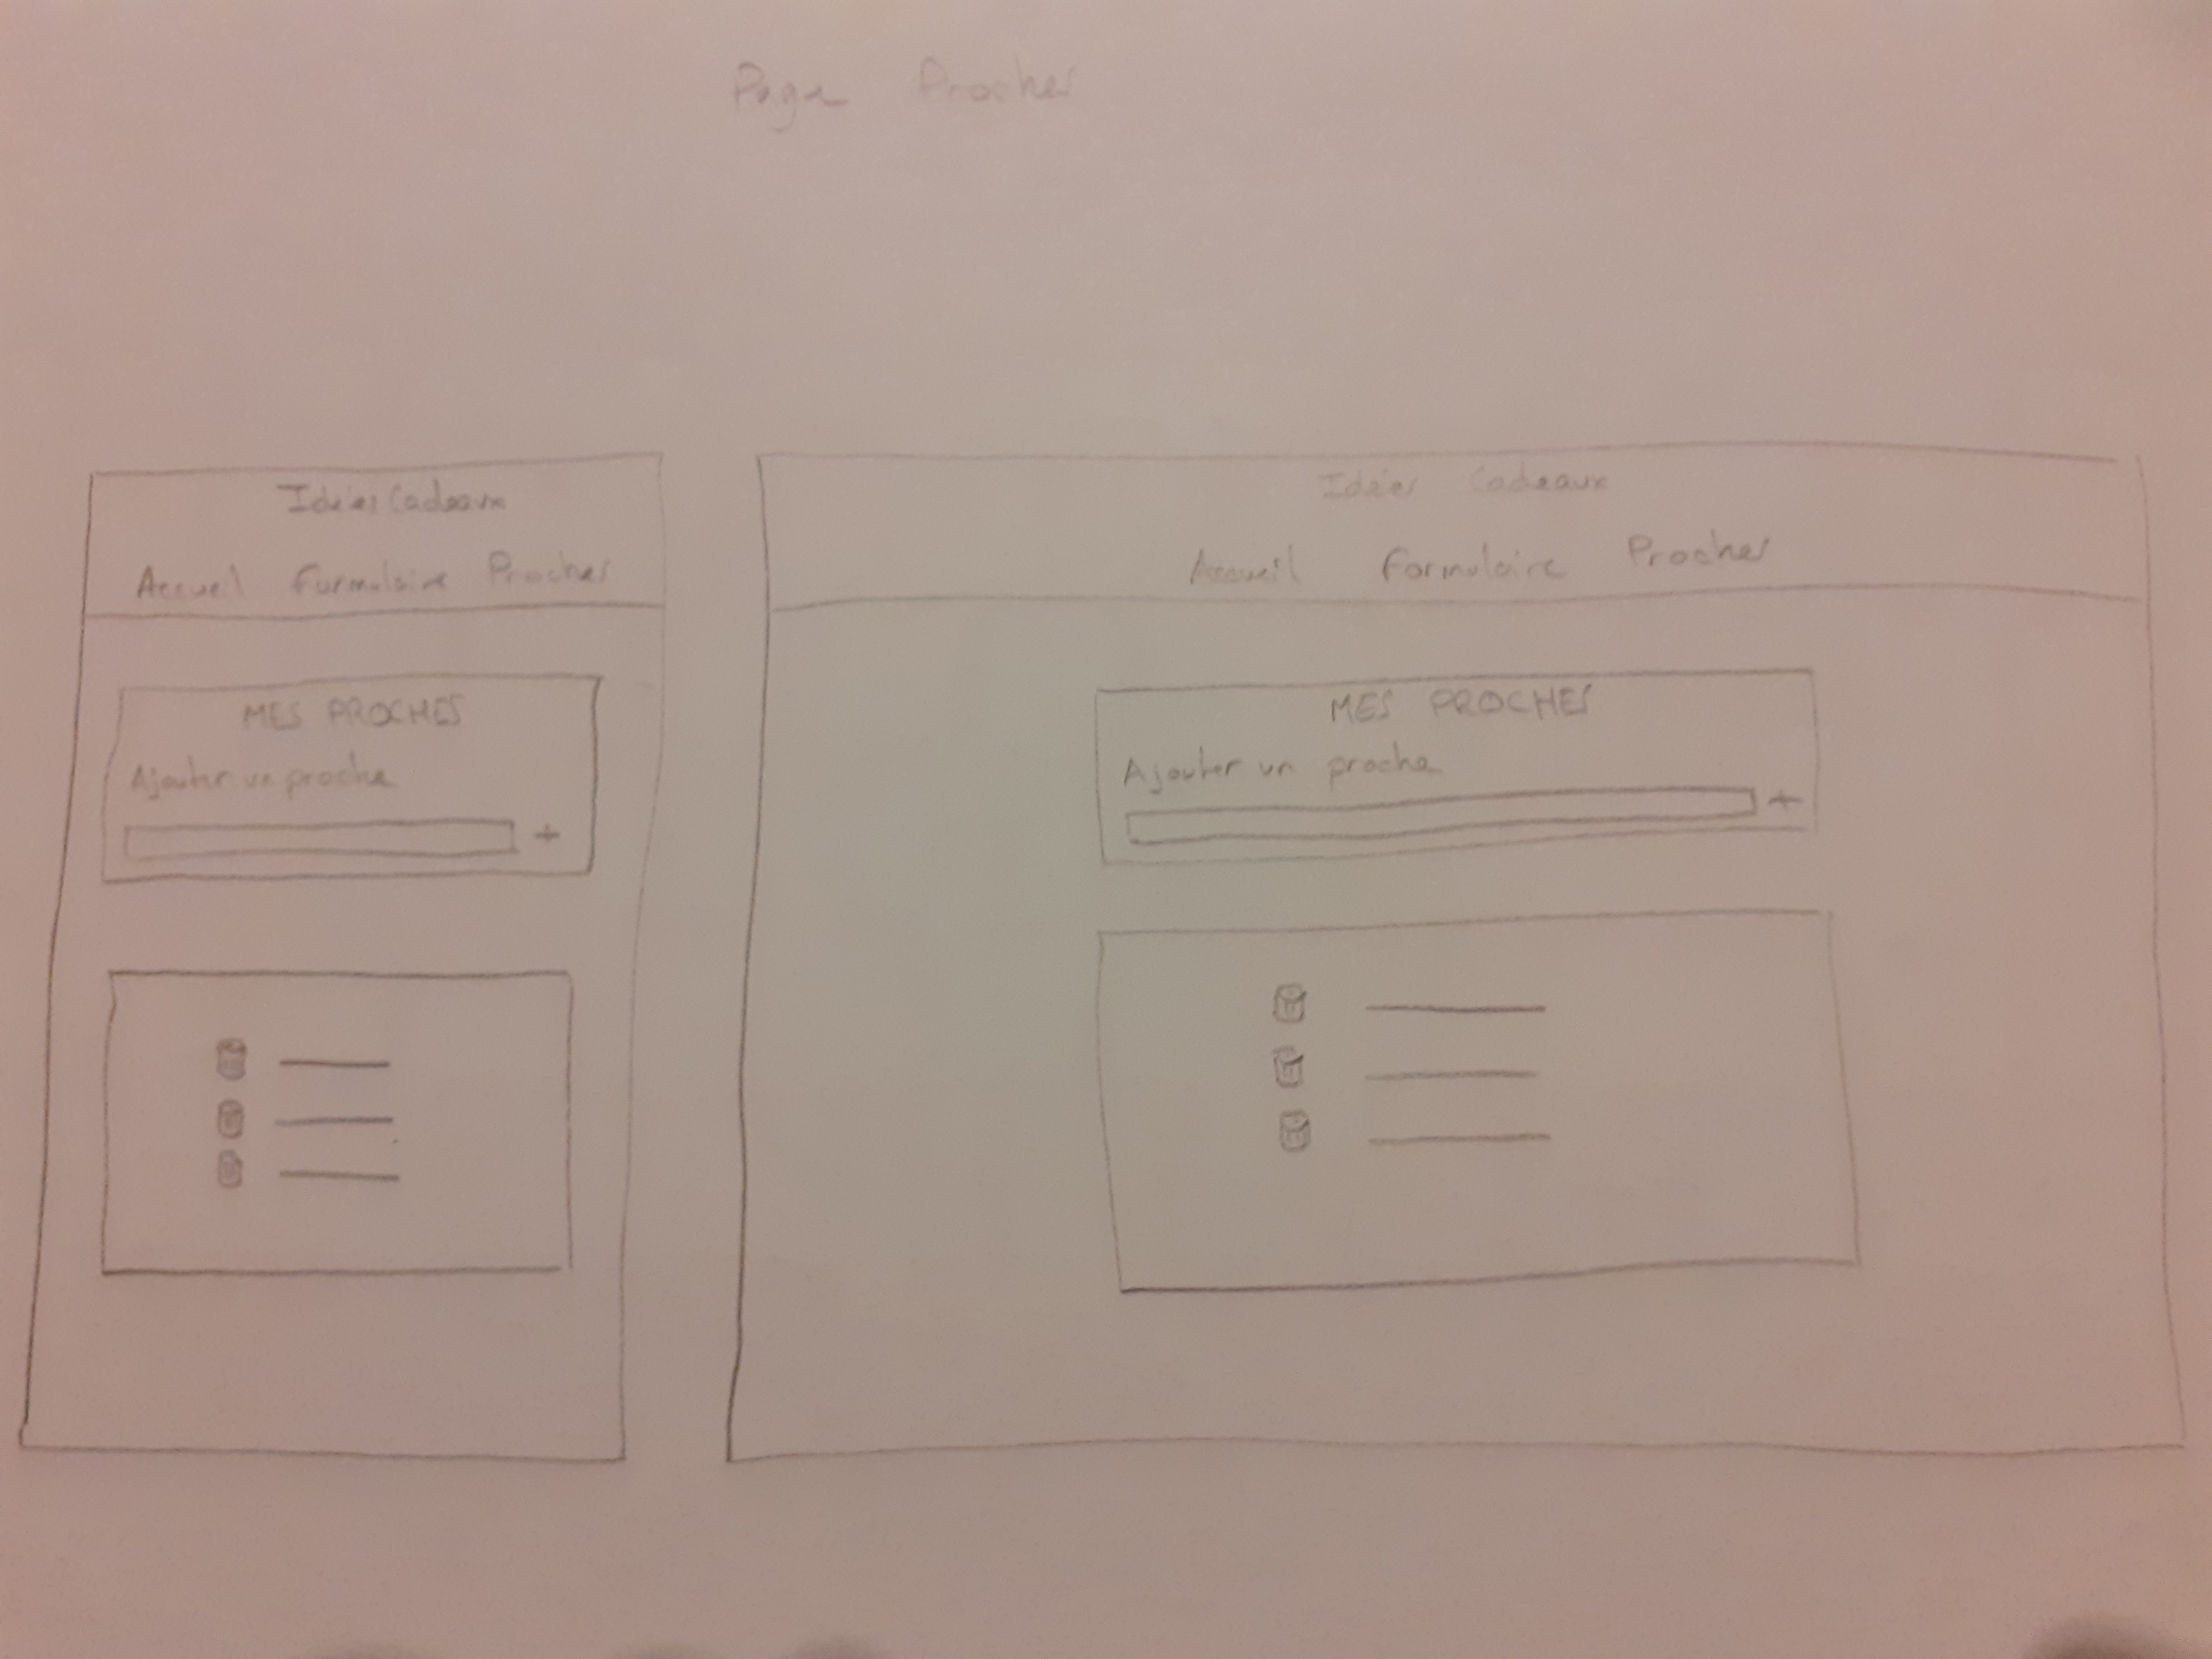 Page Proches
Idées Cadeaux
Accueil Formulaire Proches
MES PROCHES
Ajouter un proche
+
Idées Cadeaux
Accueil Formulaire Proches
MES PROCHES
Ajouter un proche
+